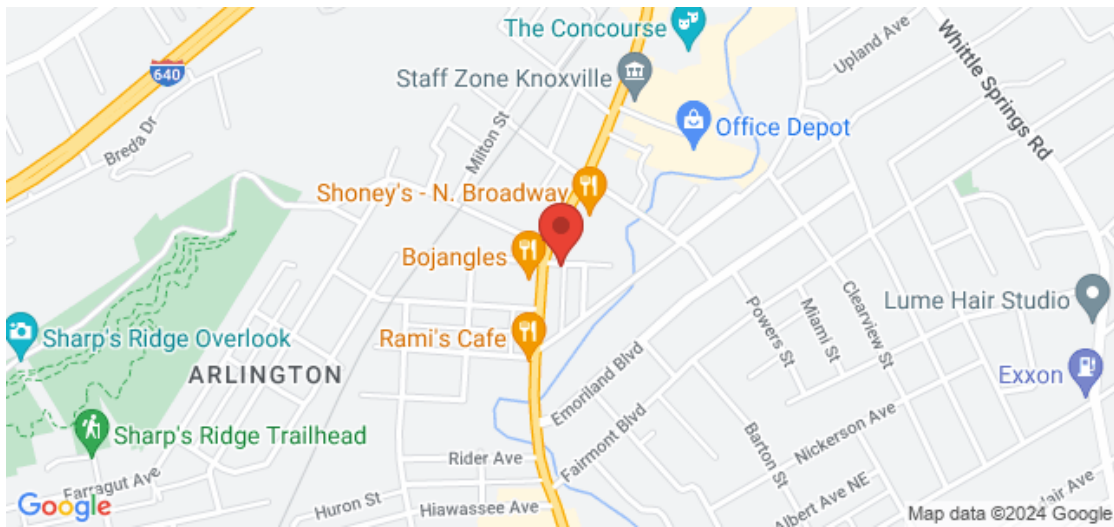 The Concourse
Upland Ave
Whittle Springs Rd
640
Staff Zone Knoxville
Breda Dr
Milton St
Office Depot
Shoney's - N. Broadway
Bojangles
Lume Hair Studio
Clearview St
Miami St
Powers St
Sharp's Ridge Overlook
Rami's Cafe
ARLINGTON
Emoriland Blvd
Exxon
Fairmont Blvd
Barton St
Nickerson Ave
Sharp's Ridge Trailhead
Rider Ave
Farragut Ave
Huron St
Hiawassee Ave
Albert Ave NE
Google
Map data ©2024 Google